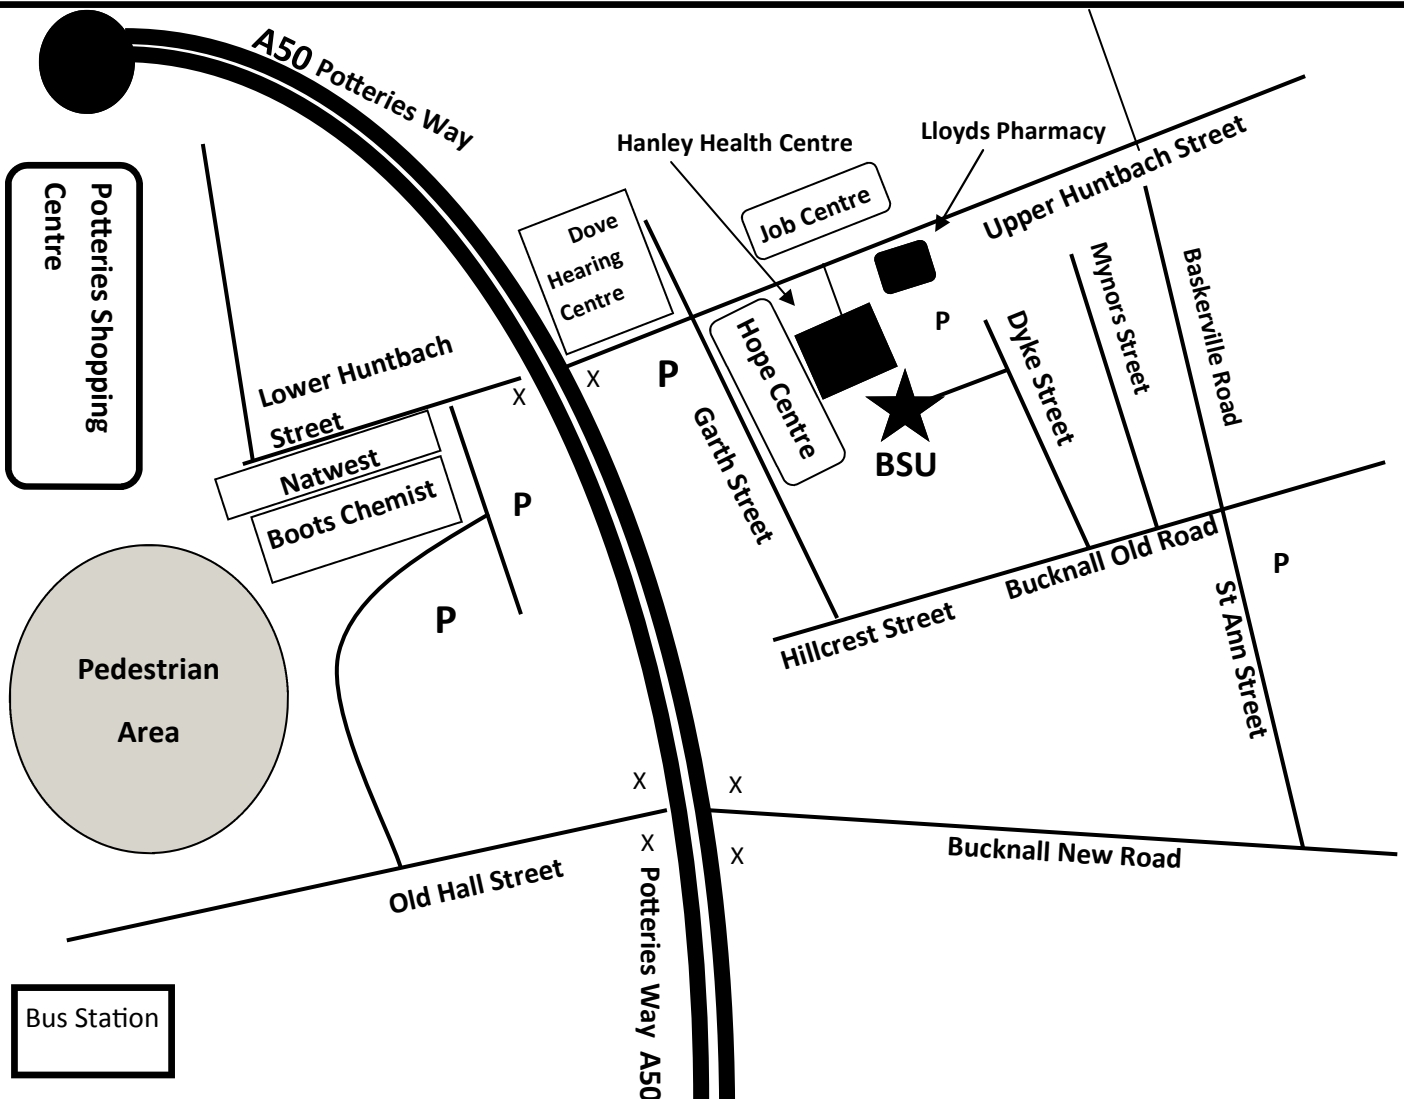 A50 Potteries Way
Hanley Health Centre
Lloyds Pharmacy
Upper Huntbach Street
Potteries Shopping
Centre
Job Centre
Dove
Hearing
Centre
Mynors Street
Baskerville Road
P
Dyke Street
Hope Centre
Lower Huntbach
Street
X
X
P
Garth Street
BSU
Natwest
Boots Chemist
P
P
Bucknall Old Road
P
St Ann Street
Hillcrest Street
Pedestrian
Area
X
X
X
X
Bucknall New Road
Old Hall Street
Potteries Way A50
Bus Station